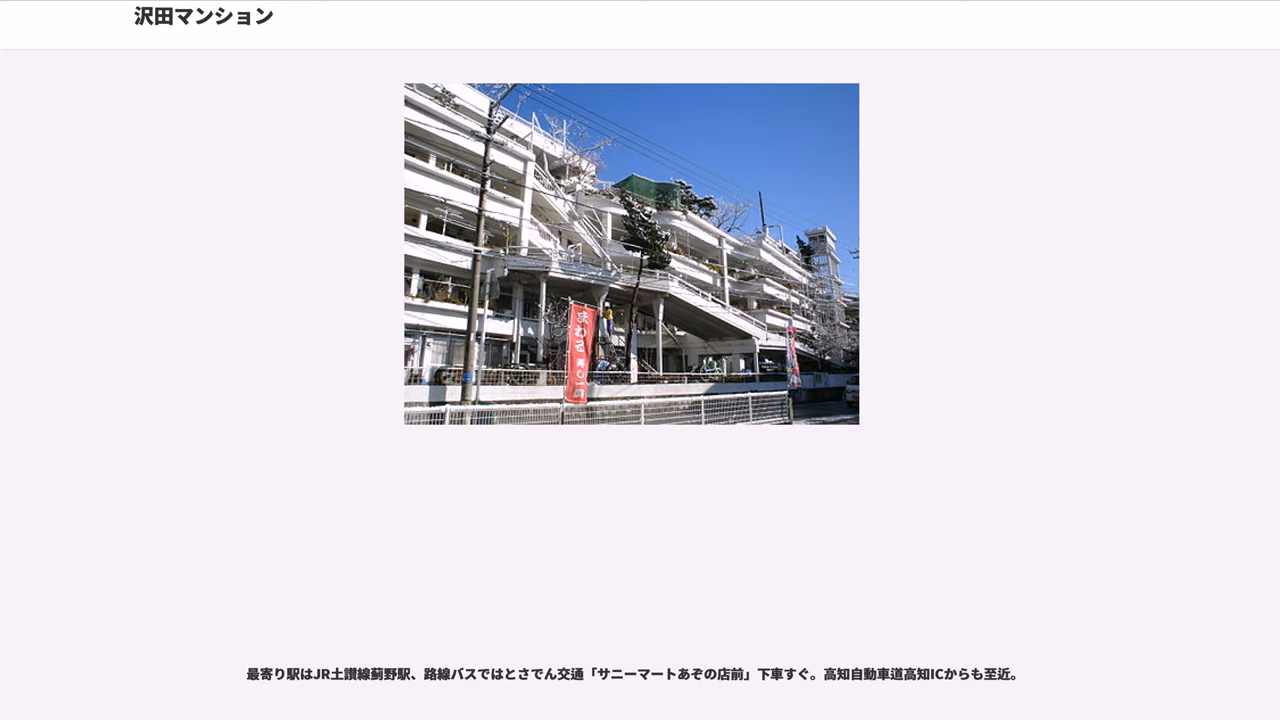 沢田マンション
まわる
最寄り駅はJR土讃線薊野駅、路線バスではとさでん交通「サニーマートあぞの店前」下車すぐ。高知自動車道高知ICからも至近。